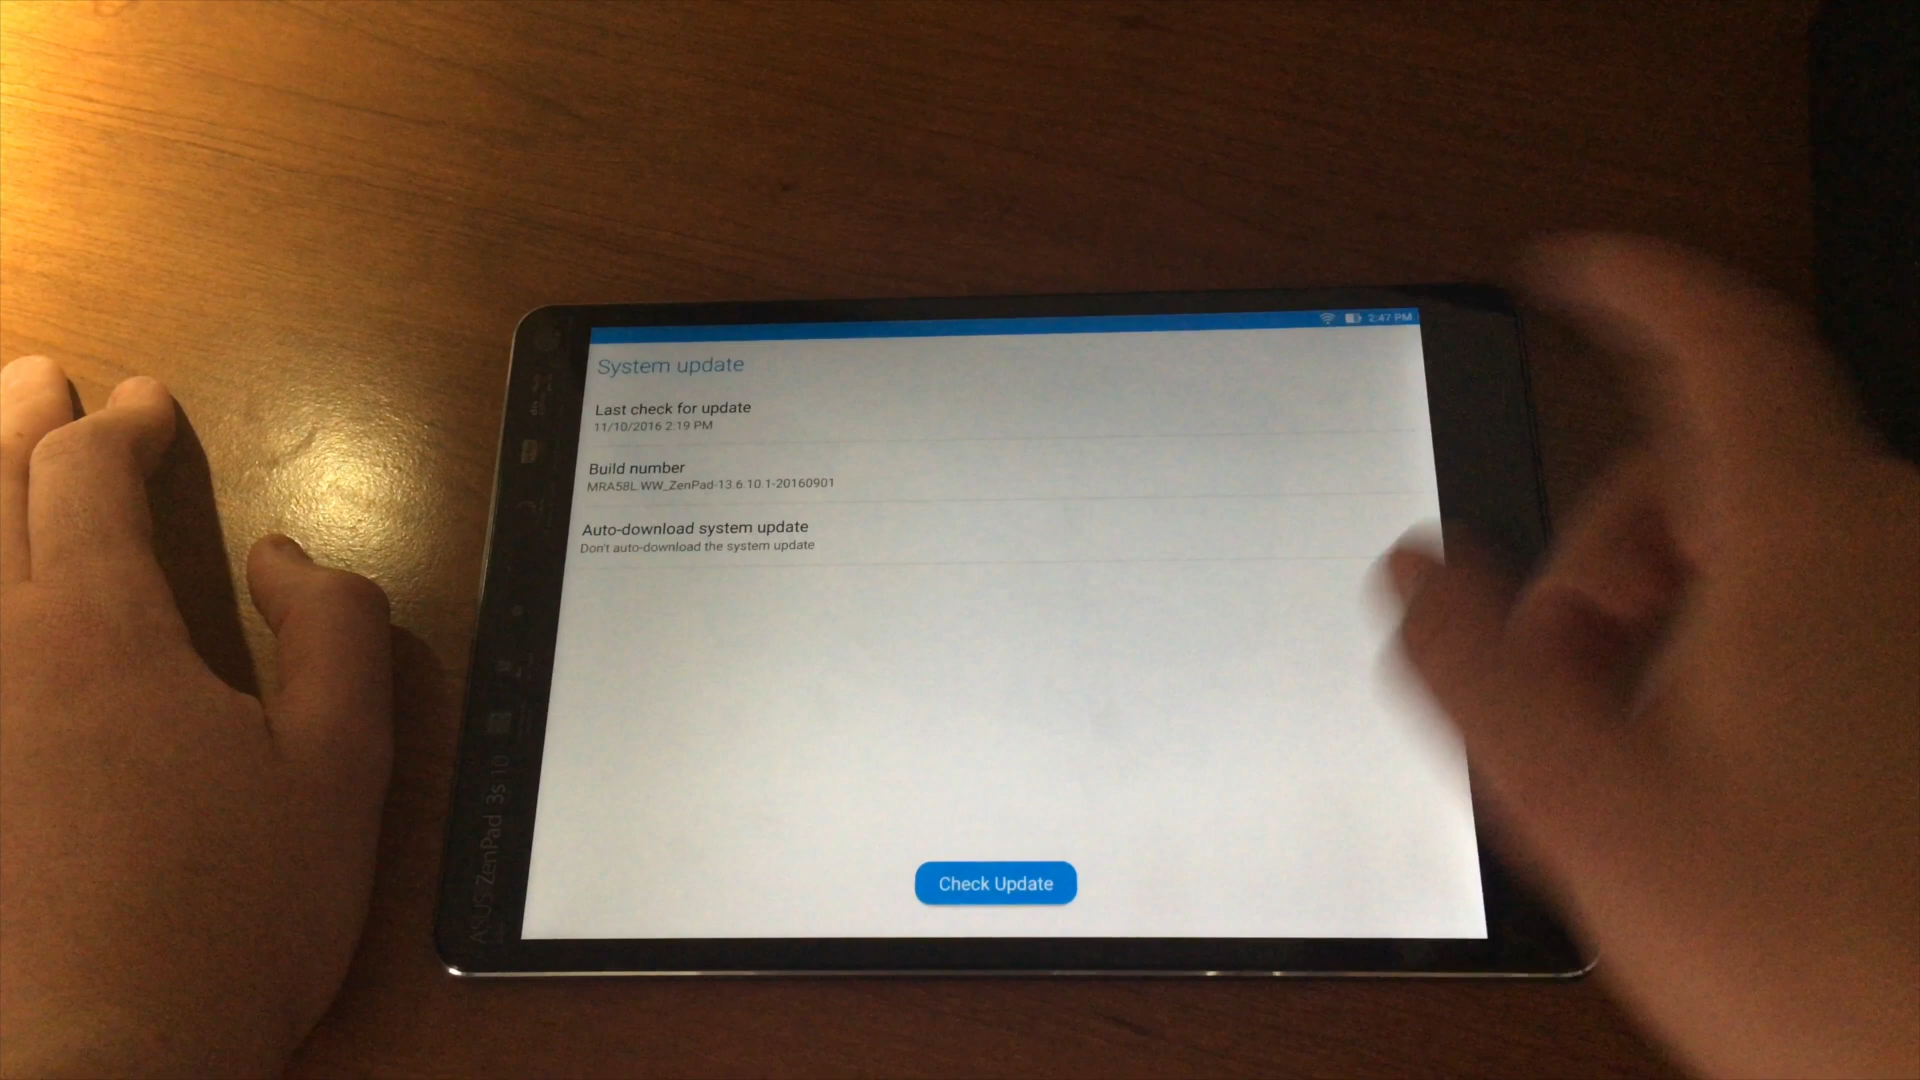 2:47 PM
System update
Last check for update
11/10/2016 2:19 PM
Build number
MRA58L.WW_ZenPad-13.6.10.1-20160901
Auto-download system update
Don't auto-download the system update
Check Update
ASUS ZenPad 3s 10